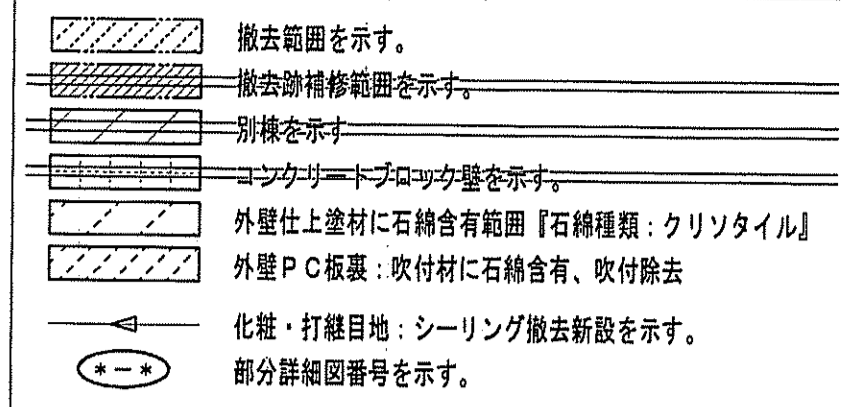 撤去範囲を示す。
撤去跡補修範囲を示す。
別棟を示す
コンクリートブロック壁を示す。
外壁仕上塗材に石綿含有範囲『石綿種類：クリソタイル』
外壁ＰＣ板裏：吹付材に石綿含有、吹付除去
化粧・打継目地：シーリング撤去新設を示す。
＊－＊ 部分詳細図番号を示す。